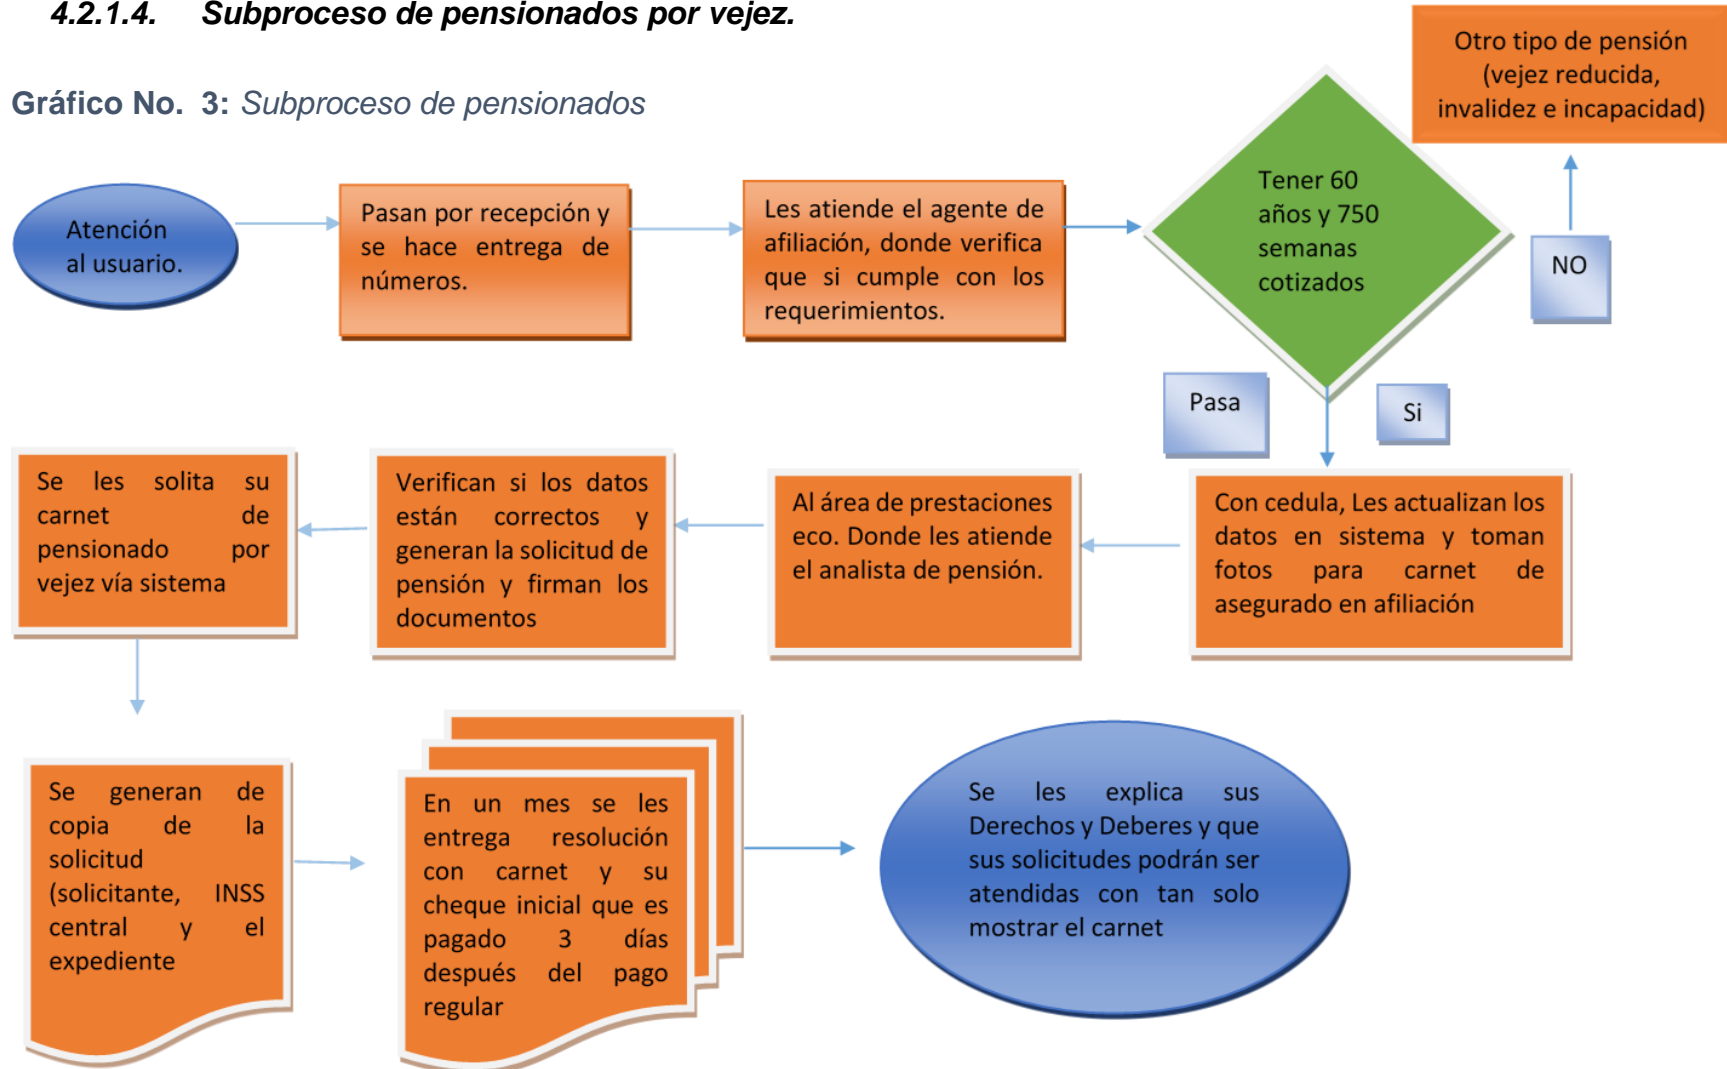 4.2.1.4. Subproceso de pensionados por vejez.
Gráfico No. 3: Subproceso de pensionados
Otro tipo de pensión
(vejez reducida,
invalidez e incapacidad)
Atención
al usuario.
Pasan por recepción y
se hace entrega de
números.
Les atiende el agente de
afiliación, donde verifica
que si cumple con los
requerimientos.
Tener 60
años y 750
semanas
cotizados
NO
Pasa
Si
Con cedula, Les actualizan los
datos en sistema y toman
fotos para carnet de
asegurado en afiliación
Al área de prestaciones
eco. Donde les atiende
el analista de pensión.
Verifican si los datos
están correctos y
generan la solicitud de
pensión y firman los
documentos
Se les solita su
carnet de
pensionado por
vejez vía sistema
Se generan de
copia de la
solicitud
(solicitante, INSS
central y el
expediente
En un mes se les
entrega resolución
con carnet y su
cheque inicial que es
pagado 3 días
después del pago
regular
Se les explica sus
Derechos y Deberes y que
sus solicitudes podrán ser
atendidas con tan solo
mostrar el carnet